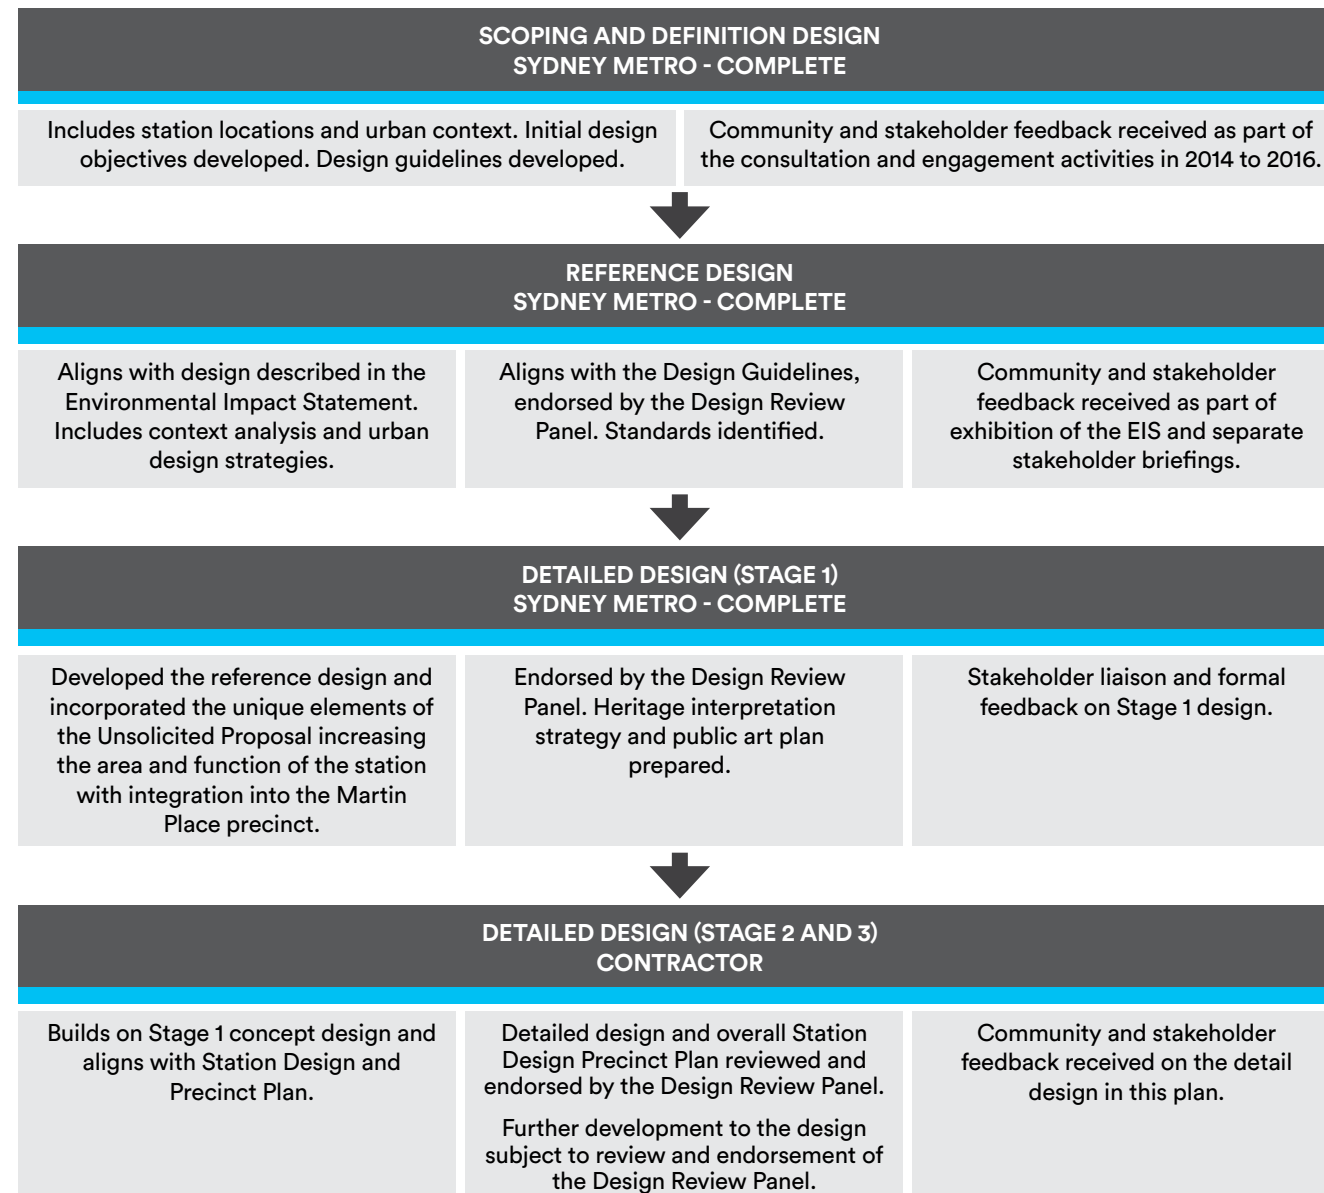 SCOPING AND DEFINITION DESIGN
SYDNEY METRO - COMPLETE
Includes station locations and urban context. Initial design
objectives developed. Design guidelines developed.
Community and stakeholder feedback received as part of
the consultation and engagement activities in 2014 to 2016.
REFERENCE DESIGN
SYDNEY METRO - COMPLETE
Aligns with design described in the
Environmental Impact Statement.
Includes context analysis and urban
design strategies.
Aligns with the Design Guidelines,
endorsed by the Design Review
Panel. Standards identified.
Community and stakeholder
feedback received as part of
exhibition of the EIS and separate
stakeholder briefings.
DETAILED DESIGN (STAGE 1)
SYDNEY METRO - COMPLETE
Developed the reference design and
incorporated the unique elements of
the Unsolicited Proposal increasing
the area and function of the station
with integration into the Martin
Place precinct.
Endorsed by the Design Review
Panel. Heritage interpretation
strategy and public art plan
prepared.
Stakeholder liaison and formal
feedback on Stage 1 design.
DETAILED DESIGN (STAGE 2 AND 3)
CONTRACTOR
Builds on Stage 1 concept design and
aligns with Station Design and
Precinct Plan.
Detailed design and overall Station
Design Precinct Plan reviewed and
endorsed by the Design Review Panel.
Further development to the design
subject to review and endorsement of
the Design Review Panel.
Community and stakeholder
feedback received on the detail
design in this plan.